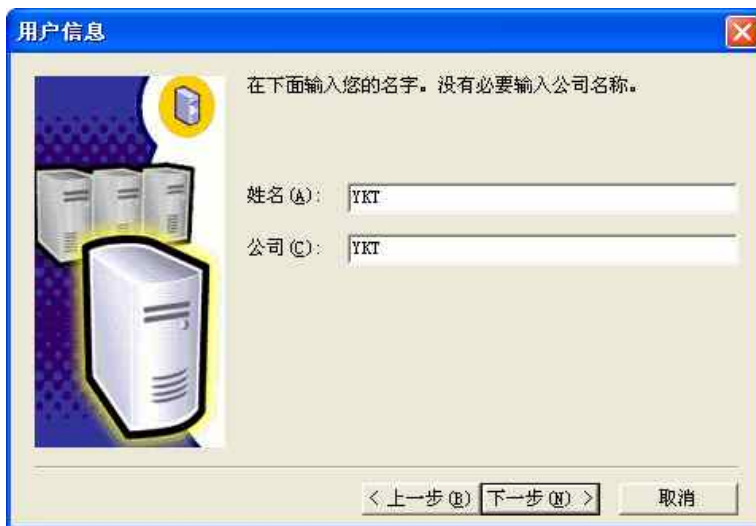 用户信息
在下面输入您的名字。没有必要输入公司名称。
姓名(A): YKT
公司(C): YKT
< 上一步(B) 下一步(N) > 取消